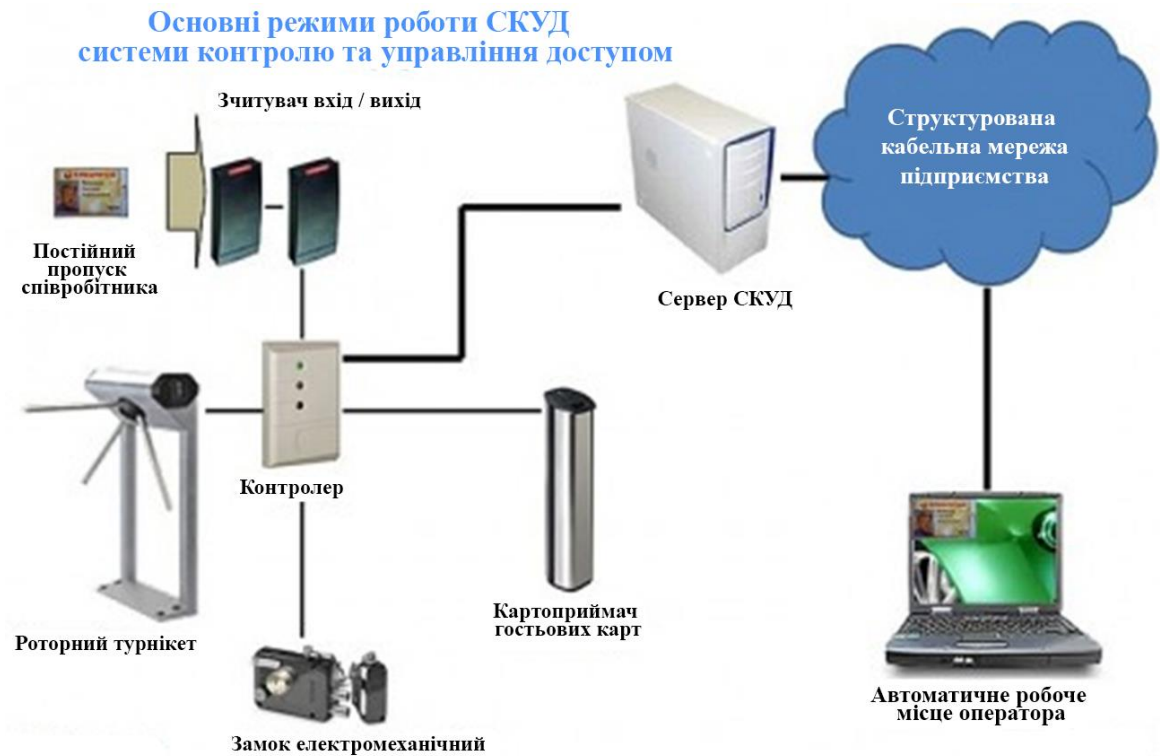 Основні режими роботи СКУД
системи контролю та управління доступом
Зчитувач вхід / вихід
Структурована
кабельна мережа
підприємства
Постійний
пропуск
співробітника
Сервер СКУД
Контролер
Роторний турнікет
Картоприймач
гостьових карт
Автоматичне робоче
місце оператора
Замок електромеханічний